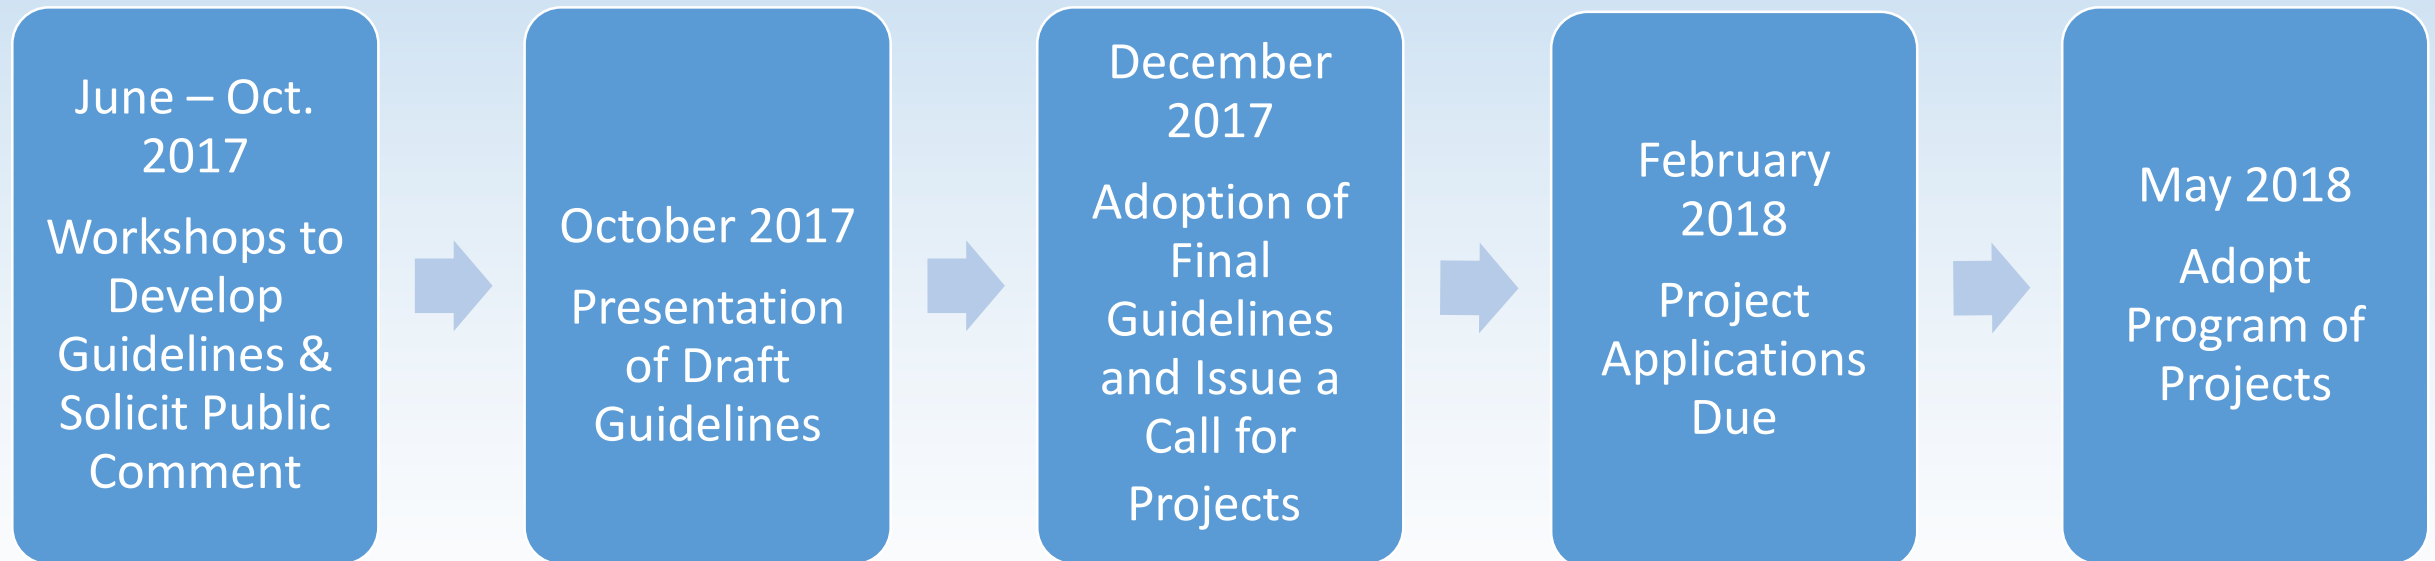 June – Oct.
2017
Workshops to
Develop
Guidelines &
Solicit Public
Comment
October 2017
Presentation
of Draft
Guidelines
December
2017
Adoption of
Final
Guidelines
and Issue a
Call for
Projects
February
2018
Project
Applications
Due
May 2018
Adopt
Program of
Projects